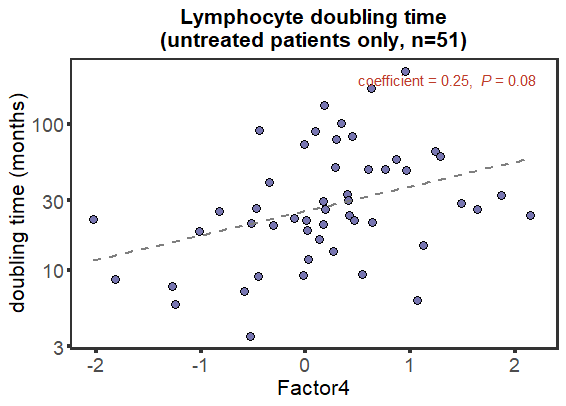 Lymphocyte doubling time
(untreated patients only, n=51)
coefficient = 0.25, P = 0.08
doubling time (months)
100
30
10
3
-2 -1 0 1 2
Factor4